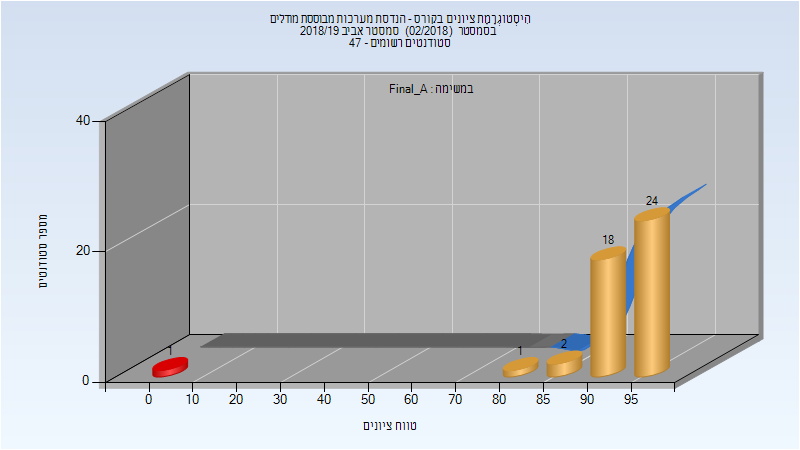 היסטוגרמת ציונים בקורס - הנדסת מערכות מבוססת מודלים
בסמסטר (02/2018) סמסטר אביב 2018/19
סטודנטים רשומים - 47
במשימה : Final_A
40
20
0
מספר סטודנטים
1
1
2
18
24
0 10 20 30 40 50 60 70 80 85 90 95
טווח ציונים